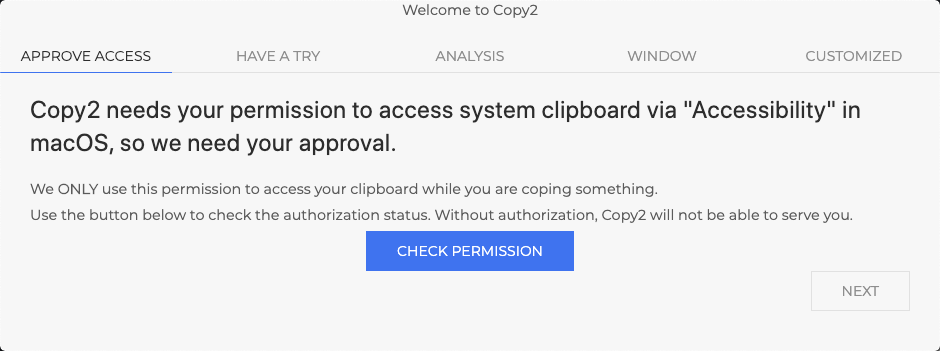 Welcome to Copy2
APPROVE ACCESS HAVE A TRY ANALYSIS WINDOW CUSTOMIZED
Copy2 needs your permission to access system clipboard via "Accessibility" in
macOS, so we need your approval.
We ONLY use this permission to access your clipboard while you are coping something.
Use the button below to check the authorization status. Without authorization, Copy2 will not be able to serve you.
CHECK PERMISSION
NEXT